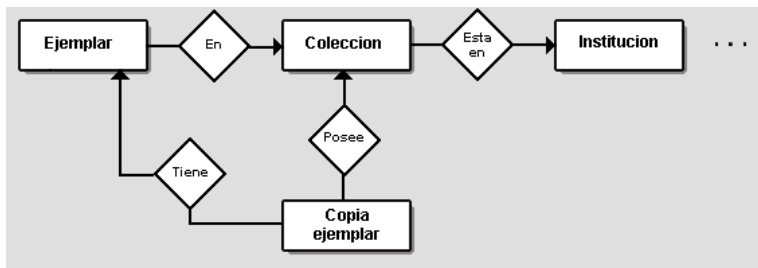 Ejemplar
En
Coleccion
Esta
en
Institucion
. . .
Posee
Tiene
Copia
ejemplar